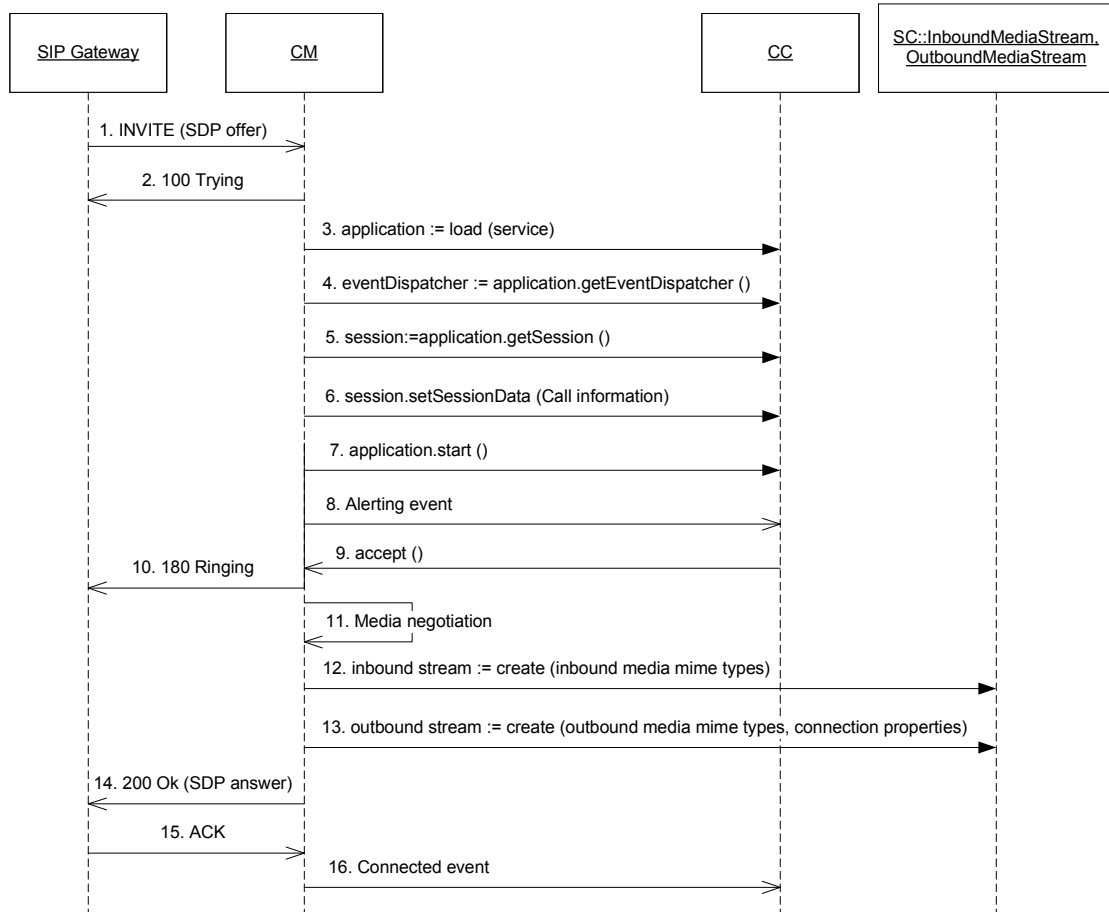 SIP Gateway
CM
CC
SC::InboundMediaStream,
OutboundMediaStream
1. INVITE (SDP offer)
2. 100 Trying
3. application := load (service)
4. eventDispatcher := application.getEventDispatcher ()
5. session:=application.getSession ()
6. session.setSessionData (Call information)
7. application.start ()
8. Alerting event
9. accept ()
10. 180 Ringing
11. Media negotiation
12. inbound stream := create (inbound media mime types)
13. outbound stream := create (outbound media mime types, connection properties)
14. 200 Ok (SDP answer)
15. ACK
16. Connected event